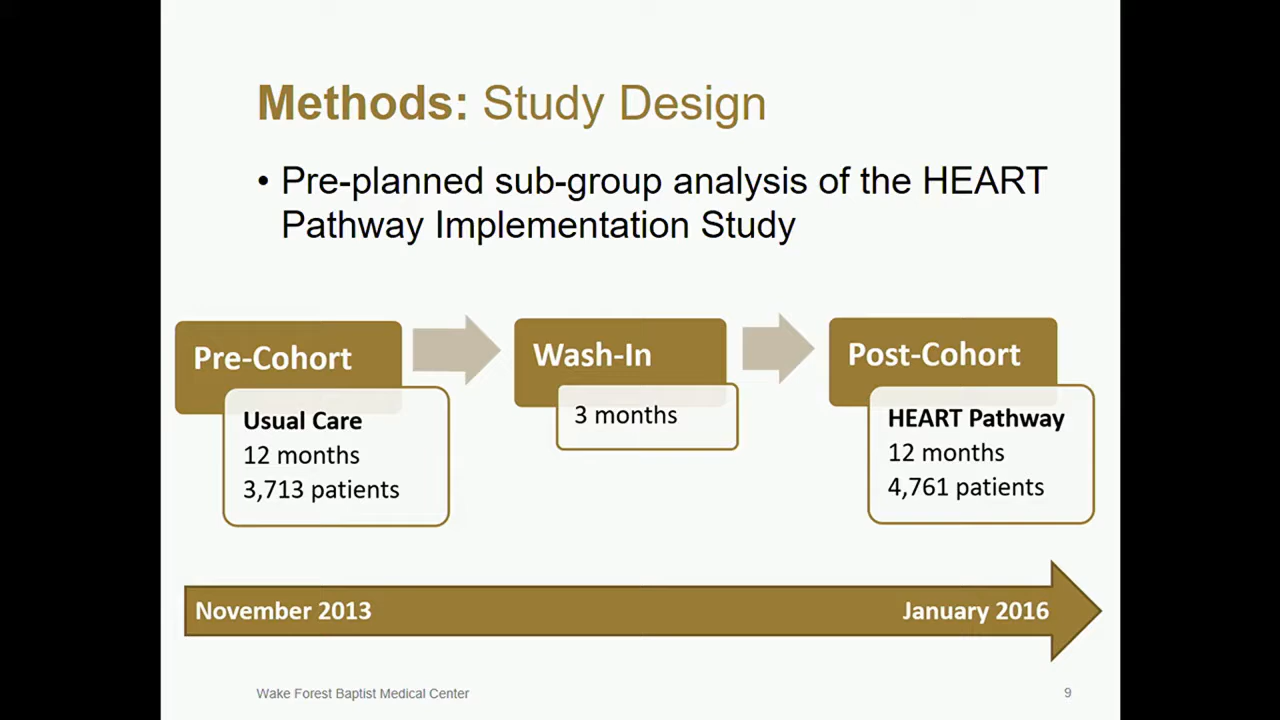 Methods: Study Design
• Pre-planned sub-group analysis of the HEART
Pathway Implementation Study
Pre-Cohort
Usual Care
12 months
3,713 patients
Wash-In
3 months
Post-Cohort
HEART Pathway
12 months
4,761 patients
November 2013
January 2016
Wake Forest Baptist Medical Center
9